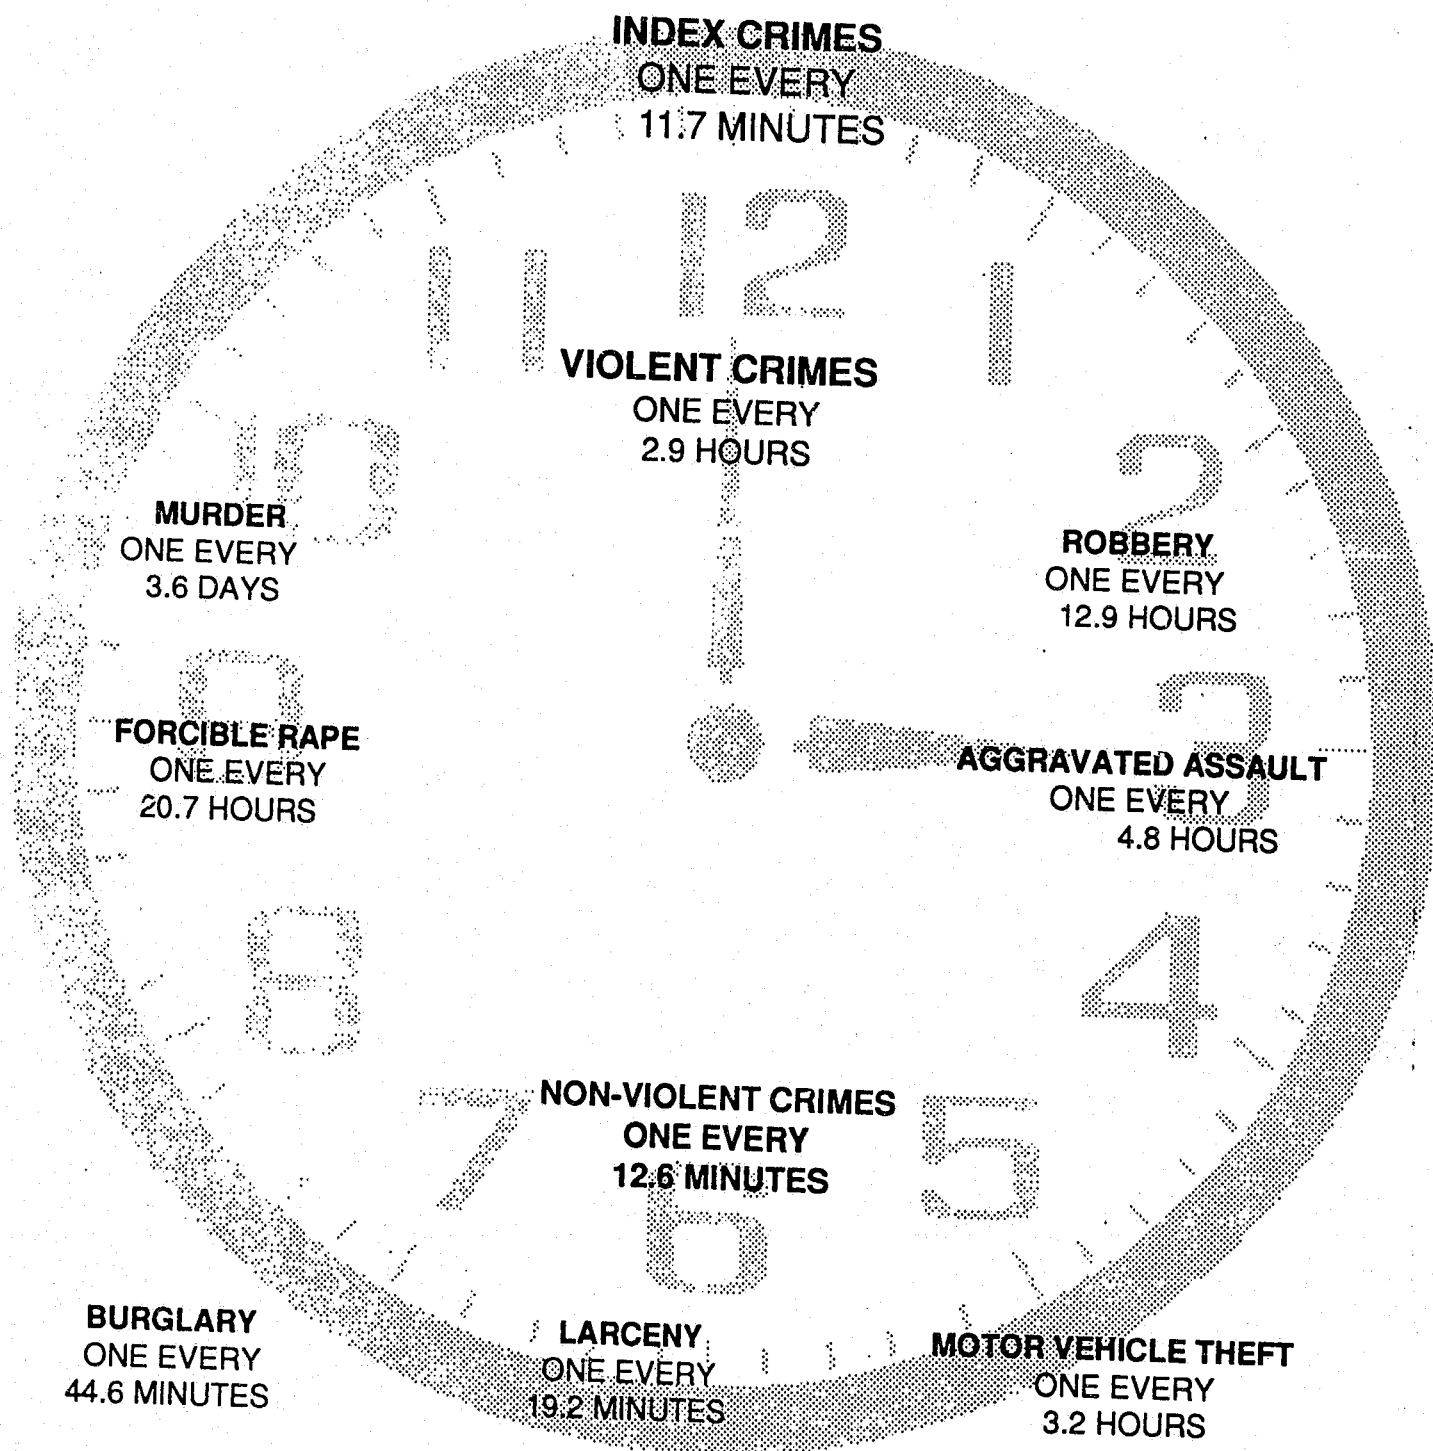 INDEX CRIMES
ONE EVERY
11.7 MINUTES
12
11
1
VIOLENT CRIMES
ONE EVERY
2.9 HOURS
10
2
MURDER
ONE EVERY
3.6 DAYS
ROBBERY
ONE EVERY
12.9 HOURS
9
3
FORCIBLE RAPE
ONE EVERY
20.7 HOURS
AGGRAVATED ASSAULT
ONE EVERY
4.8 HOURS
8
4
7
5
NON-VIOLENT CRIMES
ONE EVERY
12.6 MINUTES
6
BURGLARY
ONE EVERY
44.6 MINUTES
LARCENY
ONE EVERY
19.2 MINUTES
MOTOR VEHICLE THEFT
ONE EVERY
3.2 HOURS